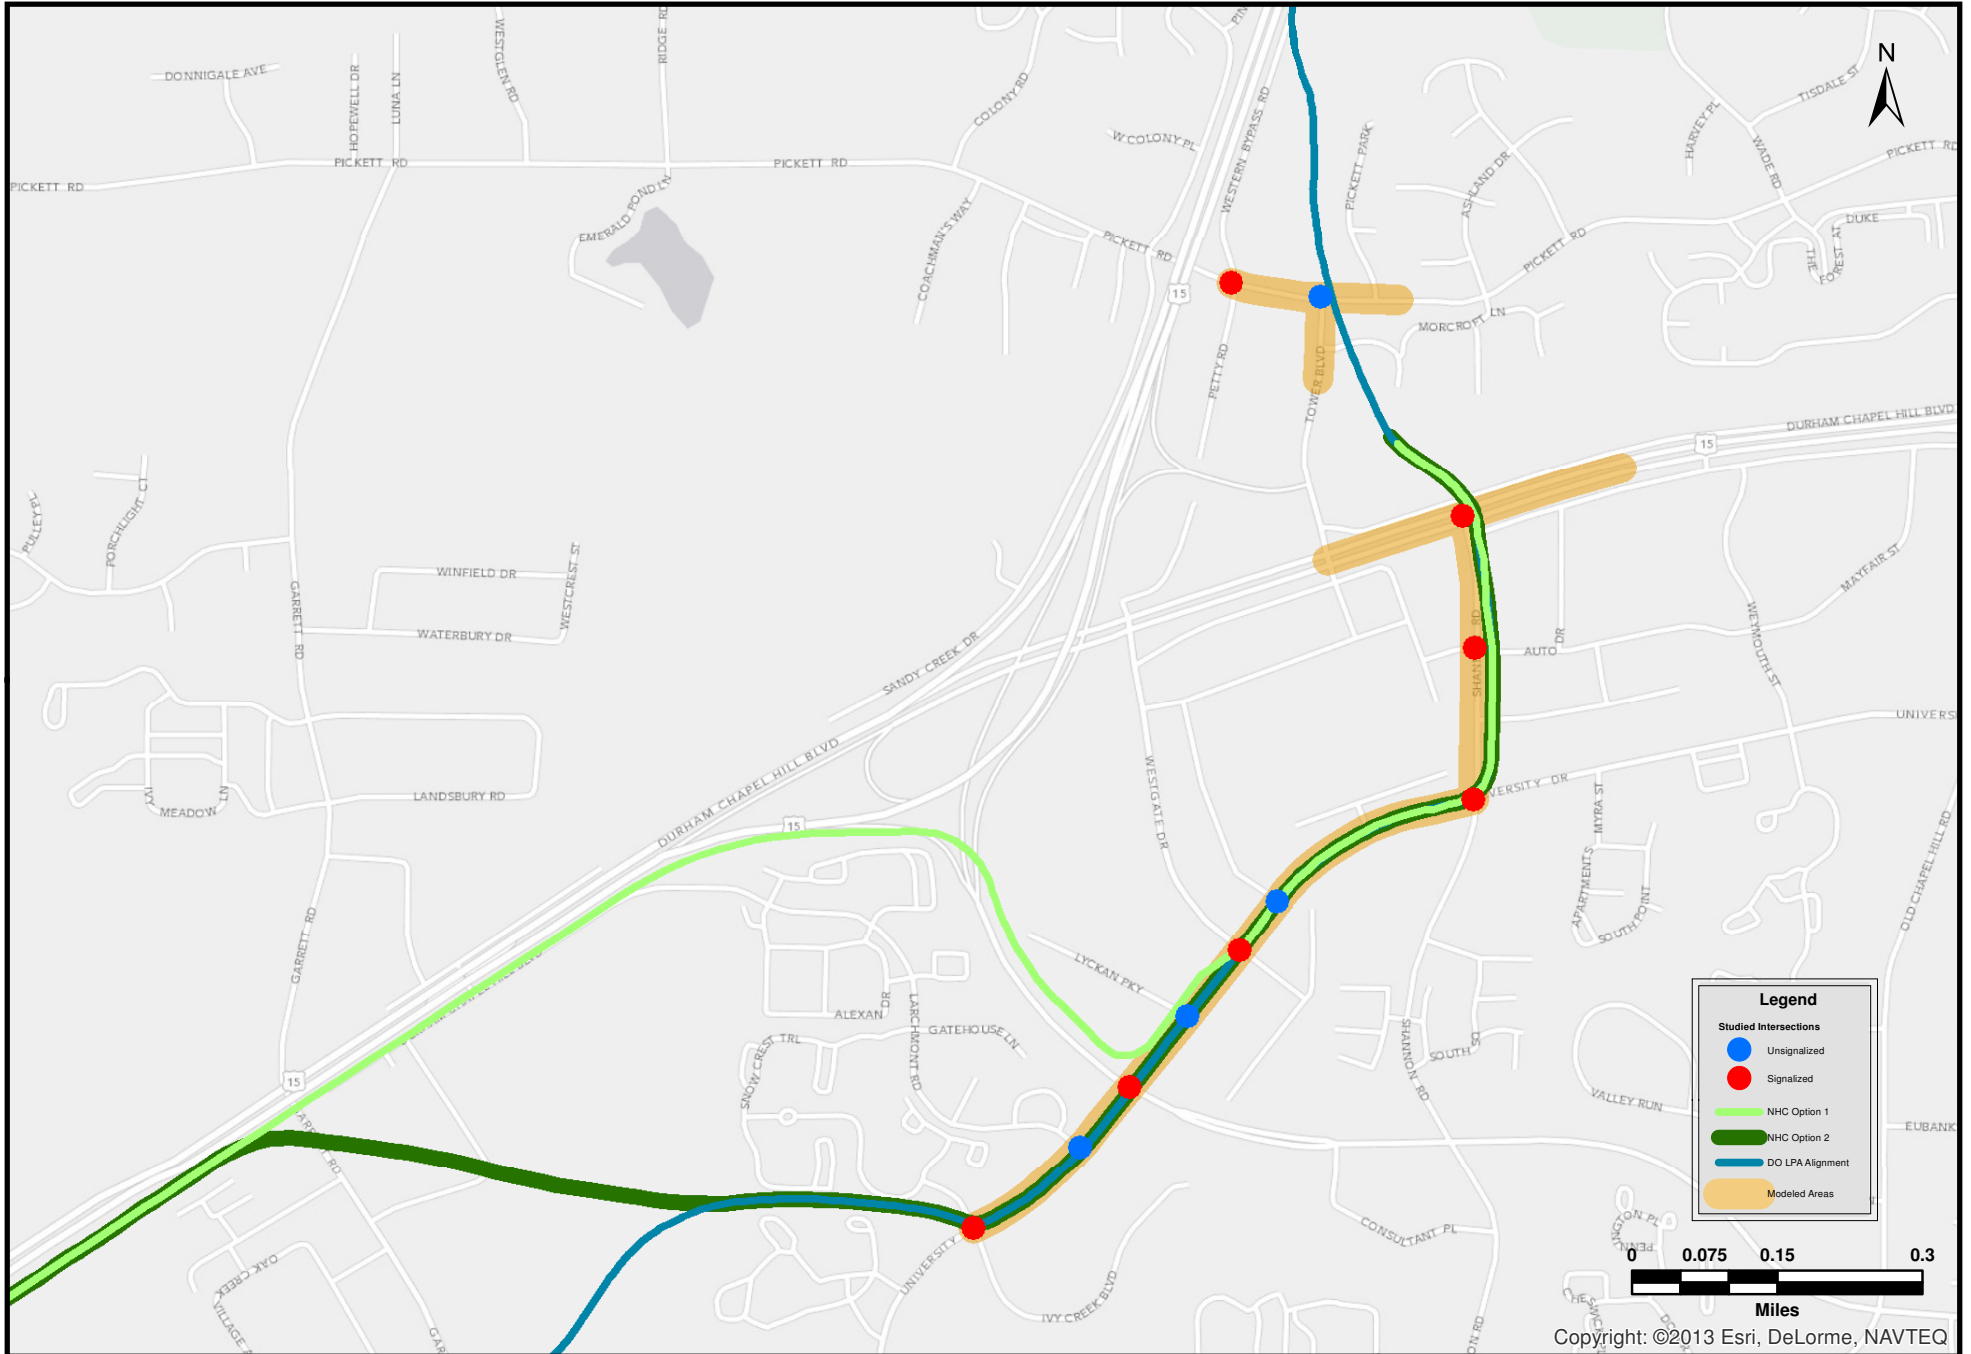 DONNIGALE AVE
HOPEWELL DR
LUNA LN
WESTGLEN RD
RIDGE RD
COLONY RD
W COLONY PL
WESTERN BYPASS RD
PICKETT PARK
ASHLAND DR
HARVEY PL
TISDALE ST
WADE RD
N
PICKETT RD
PICKETT RD
PICKETT RD
PICKETT RD
PICKETT RD
PICKETT RD
EMERALD POND LN
COACHMAN'S WAY
THE
FOREST AT
DUKE
15
MORCROFT LN
PETTY RD
TOWER BLVD
DURHAM CHAPEL HILL BLVD
15
PULLEY PL
PORCHLIGHT CT
WINFIELD DR
WESTCREST ST
WATERBURY DR
GARRETT RD
SANDY CREEK DR
AUTO
DR
RD
MAYFAIR ST
WEYMOUTH ST
DURHAM CHAPEL HILL BLVD
WESTGATE DR
LANDSBURY RD
IVY
MEADOW
LN
15
MYRA ST
APARTMENTS
SOUTH POINT
OLD CHAPEL HILL RD
GARRETT RD
LYCKAN PKY
ALEXAN
DR
LARCHMONT RD
GATEHOUSE LN
SNOW CREST TRL
SHANNON RD
SOUTH
VALLEY RUN
EUBANK
15
OAK CREEK
UNIVERSITY
IVY CREEK BLVD
CONSULTANT PL
Legend
Studied Intersections
Unsignalized
Signalized
NHC Option 1
NHC Option 2
DO LPA Alignment
Modeled Areas
0 0.075 0.15 0.3
Miles
Copyright: ©2013 Esri, DeLorme, NAVTEQ